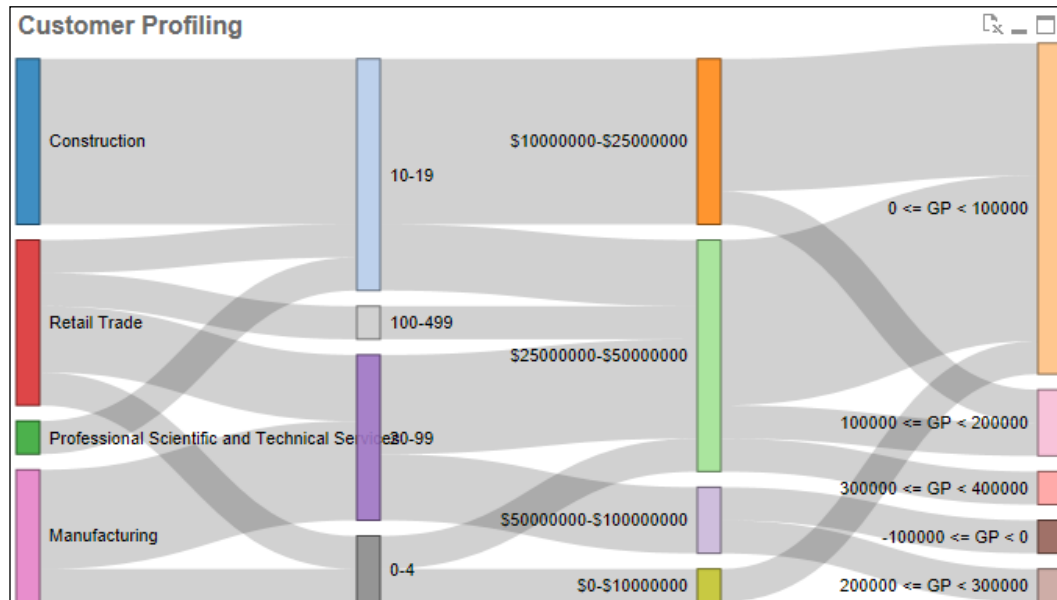 Customer Profiling
Construction
10-19
$10000000-$25000000
0 <= GP < 100000
Retail Trade
100-499
$25000000-$50000000
Professional Scientific and Technical Services
20-99
100000 <= GP < 200000
300000 <= GP < 400000
Manufacturing
$50000000-$100000000
-100000 <= GP < 0
0-4
$0-$10000000
200000 <= GP < 300000